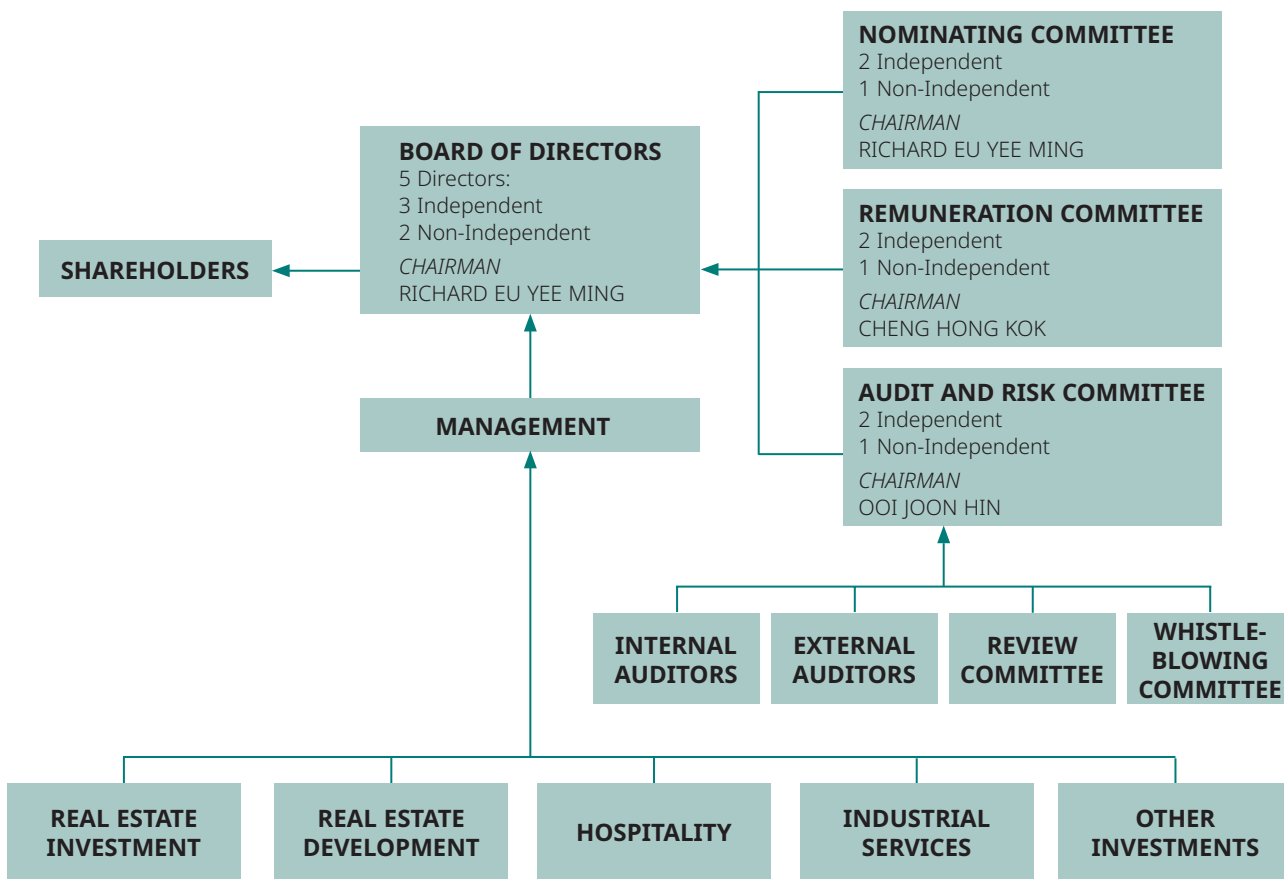 NOMINATING COMMITTEE
2 Independent
1 Non-Independent
CHAIRMAN
RICHARD EU YEE MING
BOARD OF DIRECTORS
5 Directors:
3 Independent
2 Non-Independent
CHAIRMAN
RICHARD EU YEE MING
SHAREHOLDERS
REMUNERATION COMMITTEE
2 Independent
1 Non-Independent
CHAIRMAN
CHENG HONG KOK
MANAGEMENT
AUDIT AND RISK COMMITTEE
2 Independent
1 Non-Independent
CHAIRMAN
OOI JOON HIN
INTERNAL
AUDITORS
EXTERNAL
AUDITORS
REVIEW
COMMITTEE
WHISTLE-
BLOWING
COMMITTEE
REAL ESTATE
INVESTMENT
REAL ESTATE
DEVELOPMENT
HOSPITALITY
INDUSTRIAL
SERVICES
OTHER
INVESTMENTS